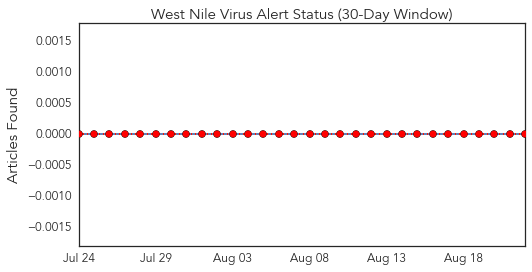 West Nile Virus Alert Status (30-Day Window)
Articles Found
0.0015
0.0010
0.0005
0.0000
−0.0005
−0.0010
−0.0015
Jul 24 Jul 29 Aug 03 Aug 08 Aug 13 Aug 18